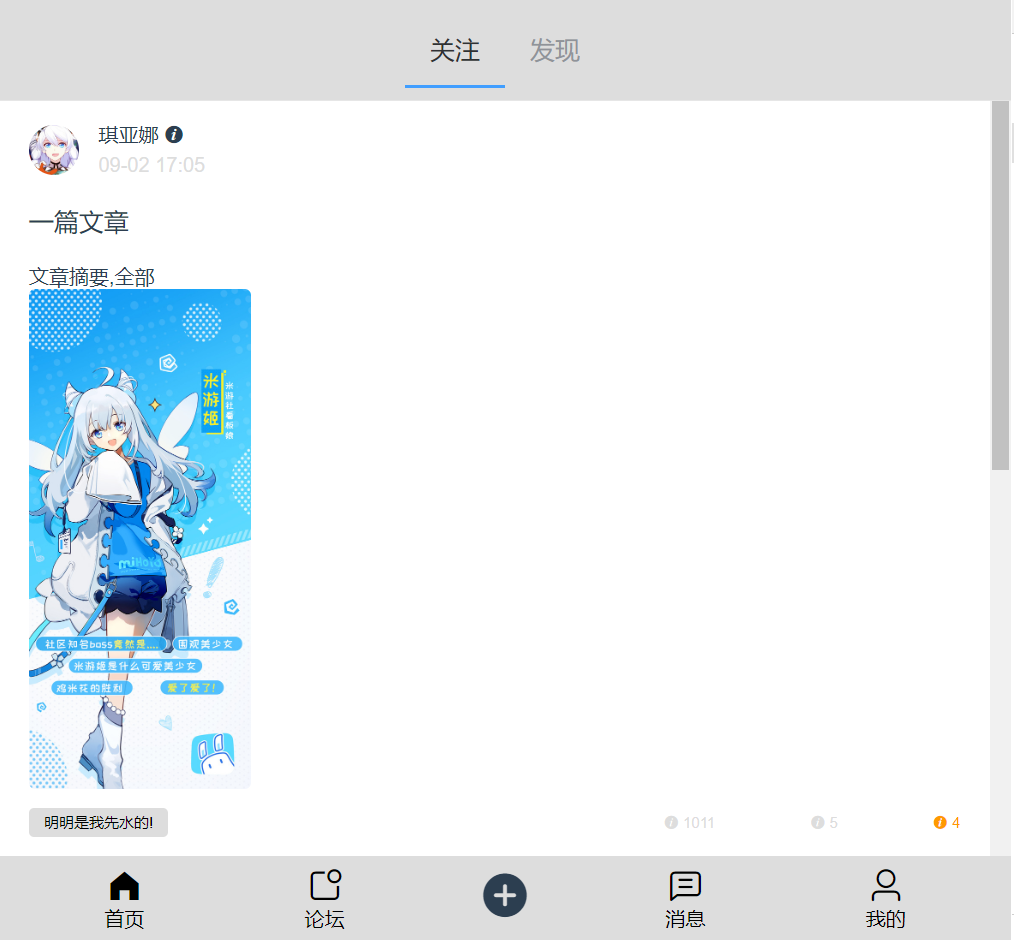 关注 发现
琪亚娜
09-02 17:05
一篇文章
文章摘要,全部
米游姬
米游社看板娘
miHoYo
社区知名boss竟然是.... 围观美少女
米游姬是什么可爱美少女
鸡米花的胜利 爱了爱了!
明明是我先水的! 1011 5 4
首页 论坛 消息 我的